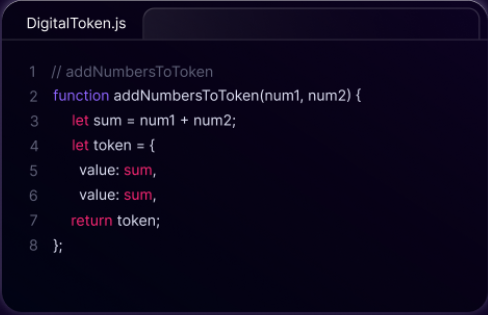 DigitalToken.js
1 // addNumbersToToken
2 function addNumbersToToken(num1, num2) {
3 let sum = num1 + num2;
4 let token = {
5 value: sum,
6 value: sum,
7 return token;
8 };